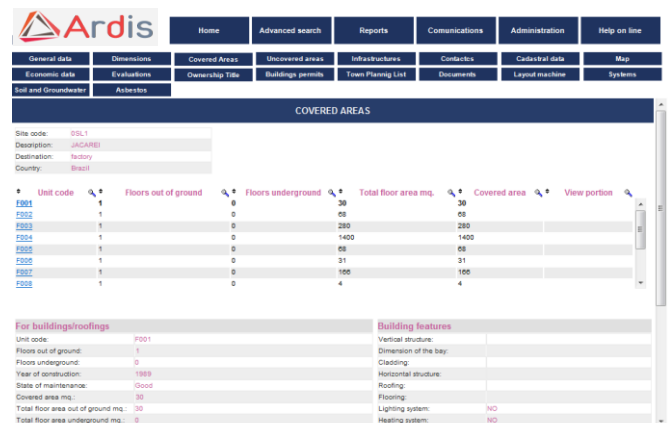 Ardis
Home Advanced search Reports Comunications Administration Help on line
General data Dimensions Covered Areas Uncovered areas Infrastructures Contactcs Cadastral data Map
Economic data Evaluations Ownership Title Buildings permits Town Plannig List Documents Layout machine Systems
Soil and Groundwater Asbestos
COVERED AREAS
Site code: 0SL1
Description: JACAREÍ
Destination: factory
Country: Brazil
Unit code Floors out of ground Floors underground Total floor area mq. Covered area View portion
F001 1 0 30 30
F002 1 0 68 68
F003 1 0 280 280
F004 1 0 1400 1400
F005 1 0 68 68
F006 1 0 31 31
F007 1 0 166 166
F008 1 0 4 4
For buildings/roofings Building features
Unit code: F001 Vertical structure:
Floors out of ground: 1 Dimension of the bay:
Floors underground: 0 Cladding:
Year of construction: 1989 Horizontal structure:
State of maintenance: Good Roofing:
Covered area mq.: 30 Flooring:
Total floor area out of ground mq.: 30 Lighting system: NO
Total floor area underground mq.: 0 Heating system: NO